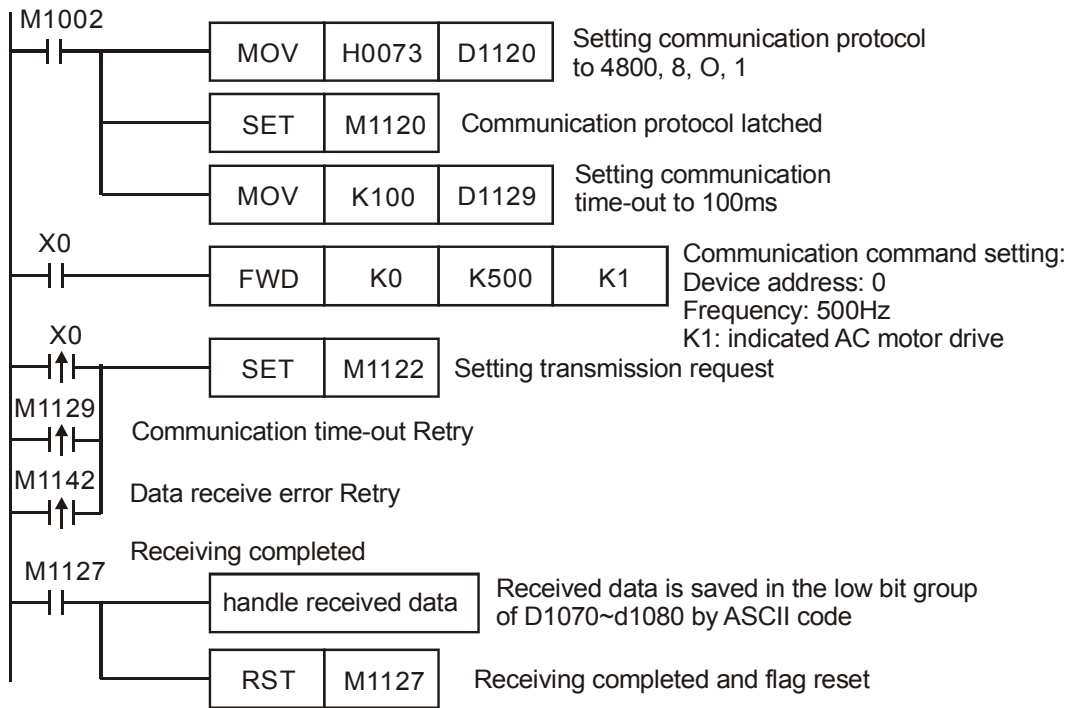 M1002
MOV H0073 D1120 Setting communication protocol
to 4800, 8, O, 1
SET M1120 Communication protocol latched
MOV K100 D1129 Setting communication
time-out to 100ms
X0
FWD K0 K500 K1 Communication command setting:
Device address: 0
Frequency: 500Hz
K1: indicated AC motor drive
X0
SET M1122 Setting transmission request
M1129
Communication time-out Retry
M1142
Data receive error Retry
Receiving completed
M1127
handle received data Received data is saved in the low bit group
of D1070~d1080 by ASCII code
RST M1127 Receiving completed and flag reset